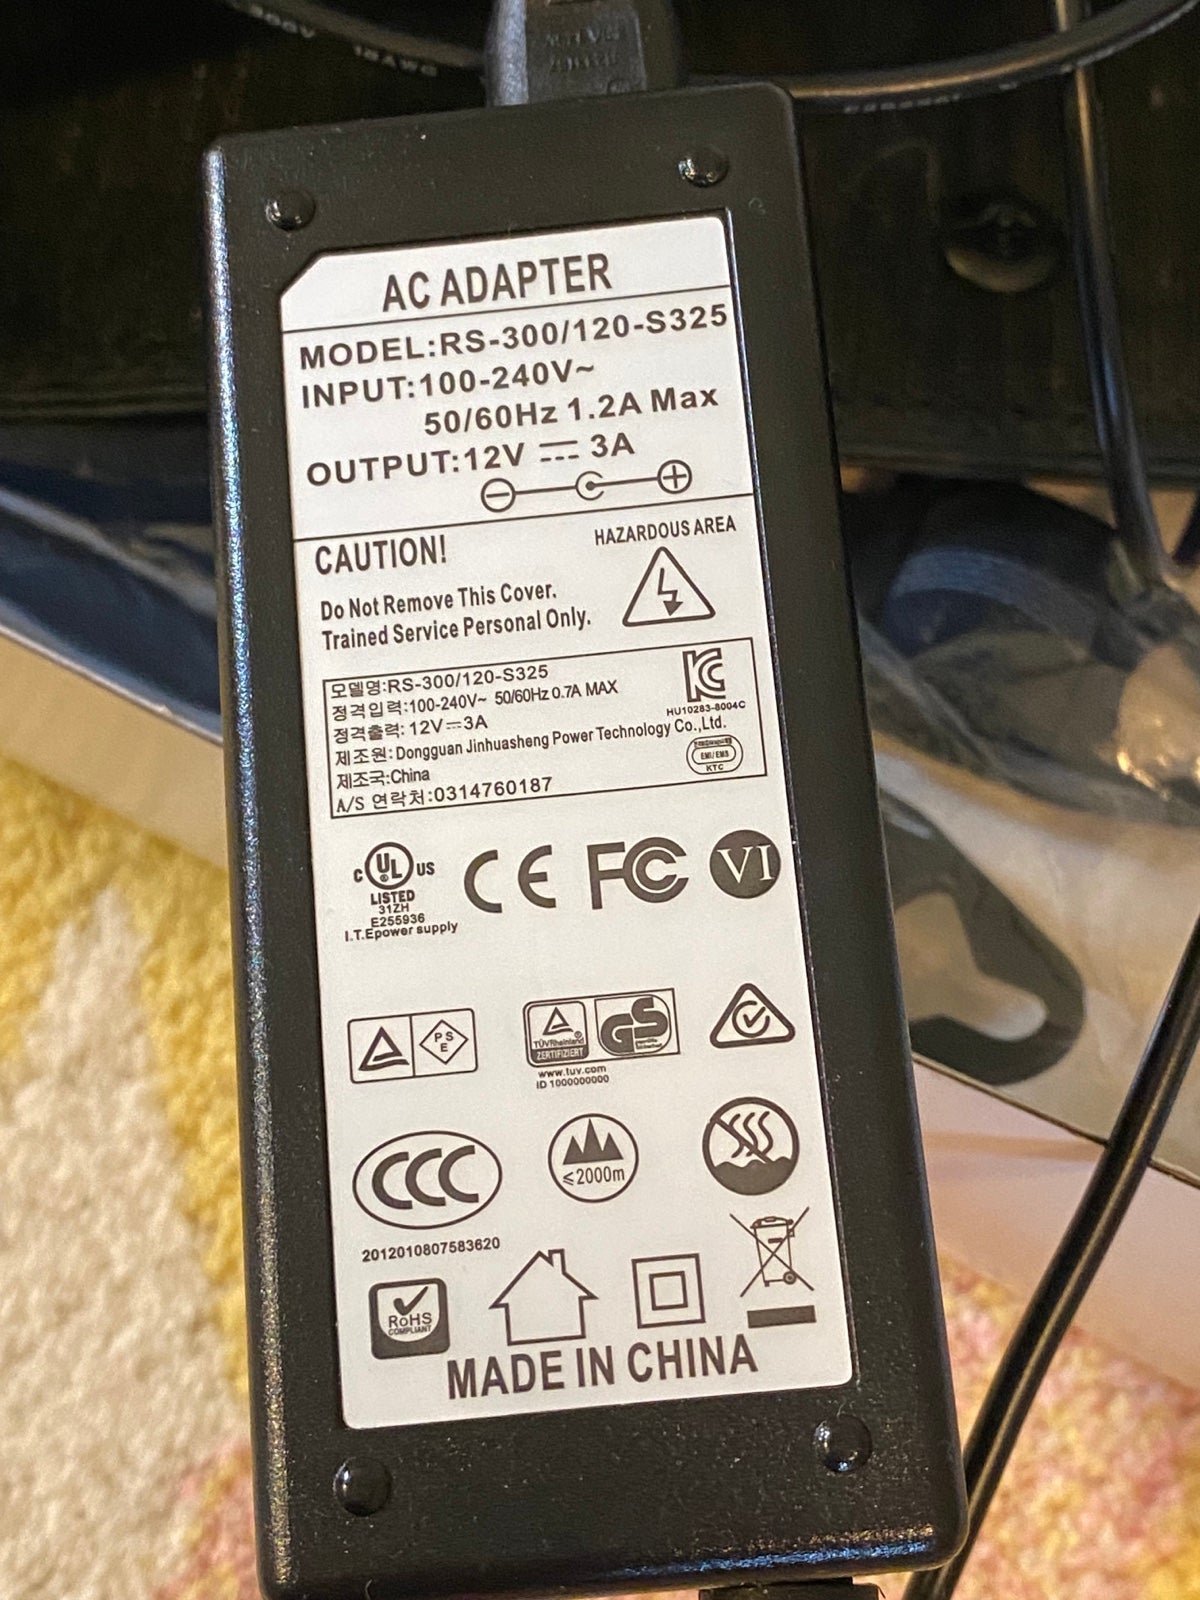 AC ADAPTER
MODEL:RS-300/120-S325
INPUT:100-240V~
50/60Hz 1.2A Max
OUTPUT:12V ⎓ 3A
CAUTION!
HAZARDOUS AREA
Do Not Remove This Cover.
Trained Service Personal Only.
모델명:RS-300/120-S325
정격입력:100-240V~ 50/60Hz 0.7A MAX
정격출력: 12V⎓3A
HU10283-8004C
제조원: Dongguan Jinhuasheng Power Technology Co.,Ltd.
제조국:China
EMI/EMS
KTC
A/S 연락처:0314760187
c UL US
LISTED
31ZH
E255936
I.T.Epower supply
CE FC VI
PSE
TÜVRheinland
ZERTIFIZIERT
GS
www.tuv.com
ID 1000000000
CCC
≤2000m
2012010807583620
RoHS
COMPLIANT
MADE IN CHINA